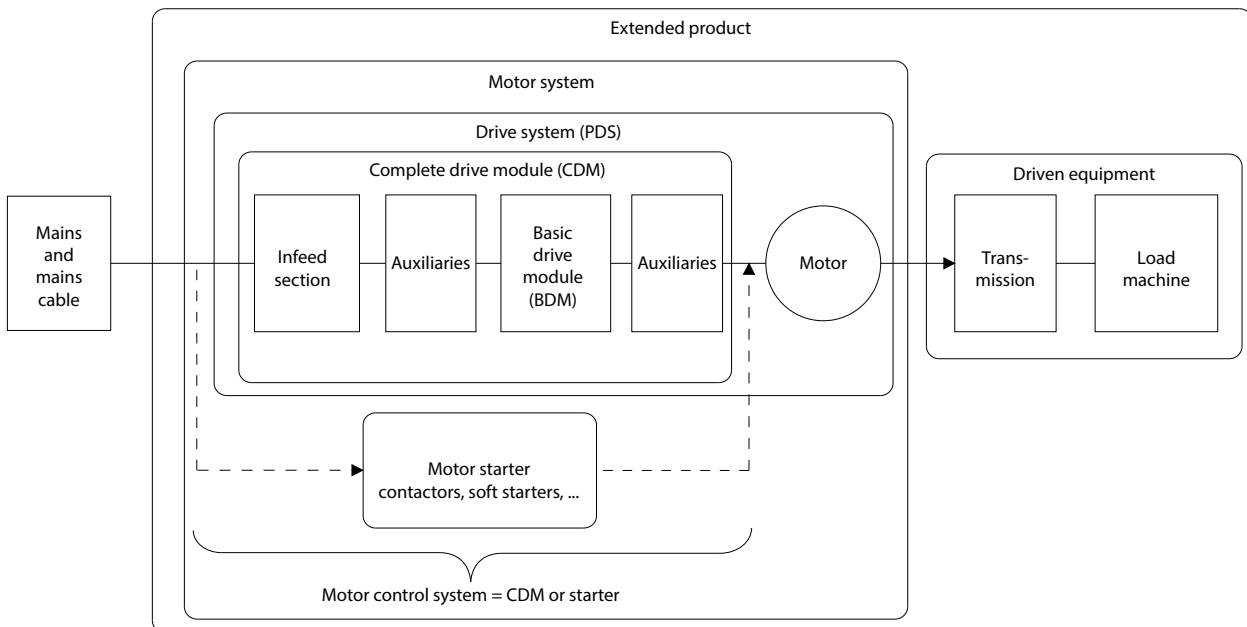 Extended product
Motor system
Drive system (PDS)
Complete drive module (CDM)
Driven equipment
Mains
and
mains
cable
Infeed
section
Auxiliaries
Basic
drive
module
(BDM)
Auxiliaries
Motor
Trans-
mission
Load
machine
Motor starter
contactors, soft starters, ...
Motor control system = CDM or starter